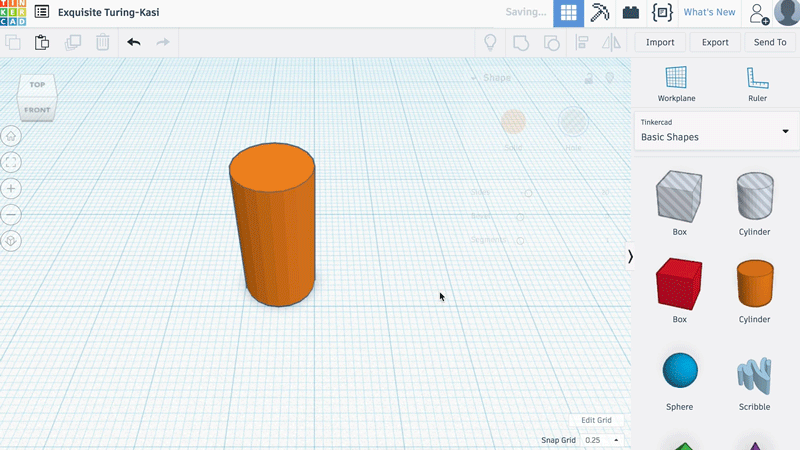 TIN
KER
CAD
Exquisite Turing-Kasi
Saving...
What's New
Import
Export
Send To
TOP
FRONT
Shape
Solid
Hole
Sides
Bevel
Segments
Workplane
Ruler
Tinkercad
Basic Shapes
Box
Cylinder
Box
Cylinder
Sphere
Scribble
Edit Grid
Snap Grid 0.25